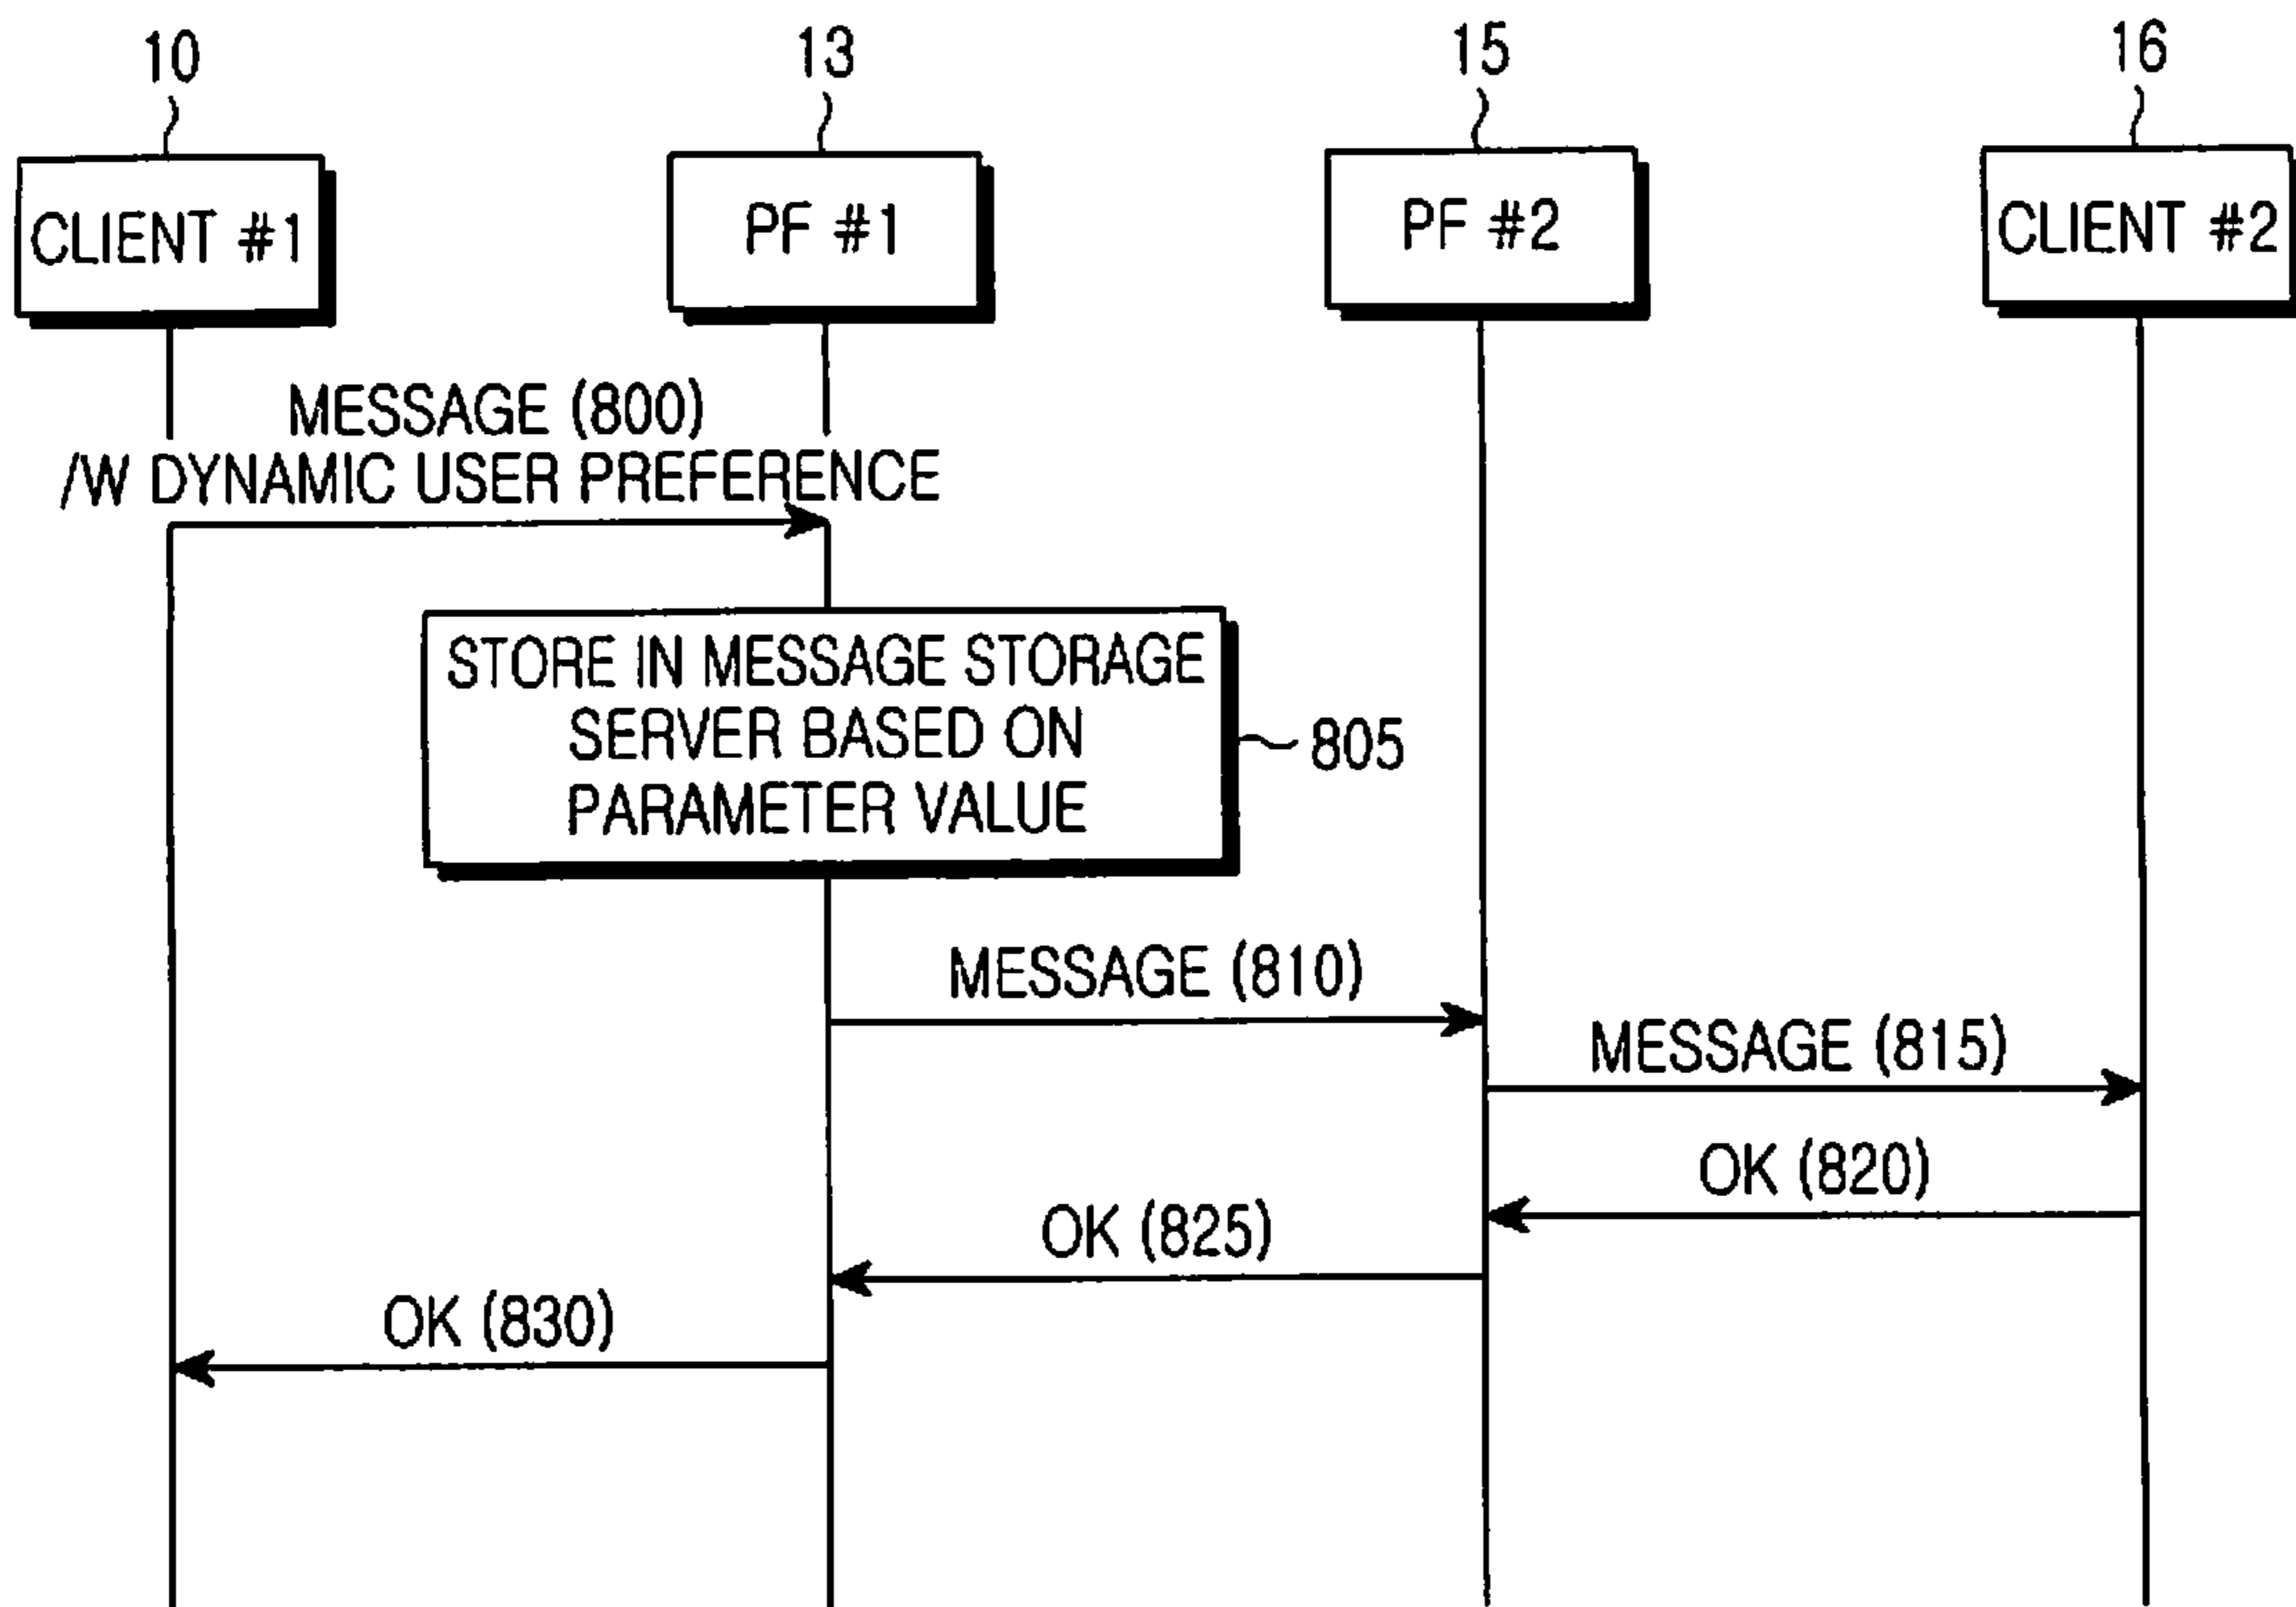 10
13
15
16
CLIENT #1
PF #1
PF #2
CLIENT #2
MESSAGE (800)
/W DYNAMIC USER PREFERENCE
STORE IN MESSAGE STORAGE
SERVER BASED ON
PARAMETER VALUE
805
MESSAGE (810)
MESSAGE (815)
OK (820)
OK (825)
OK (830)